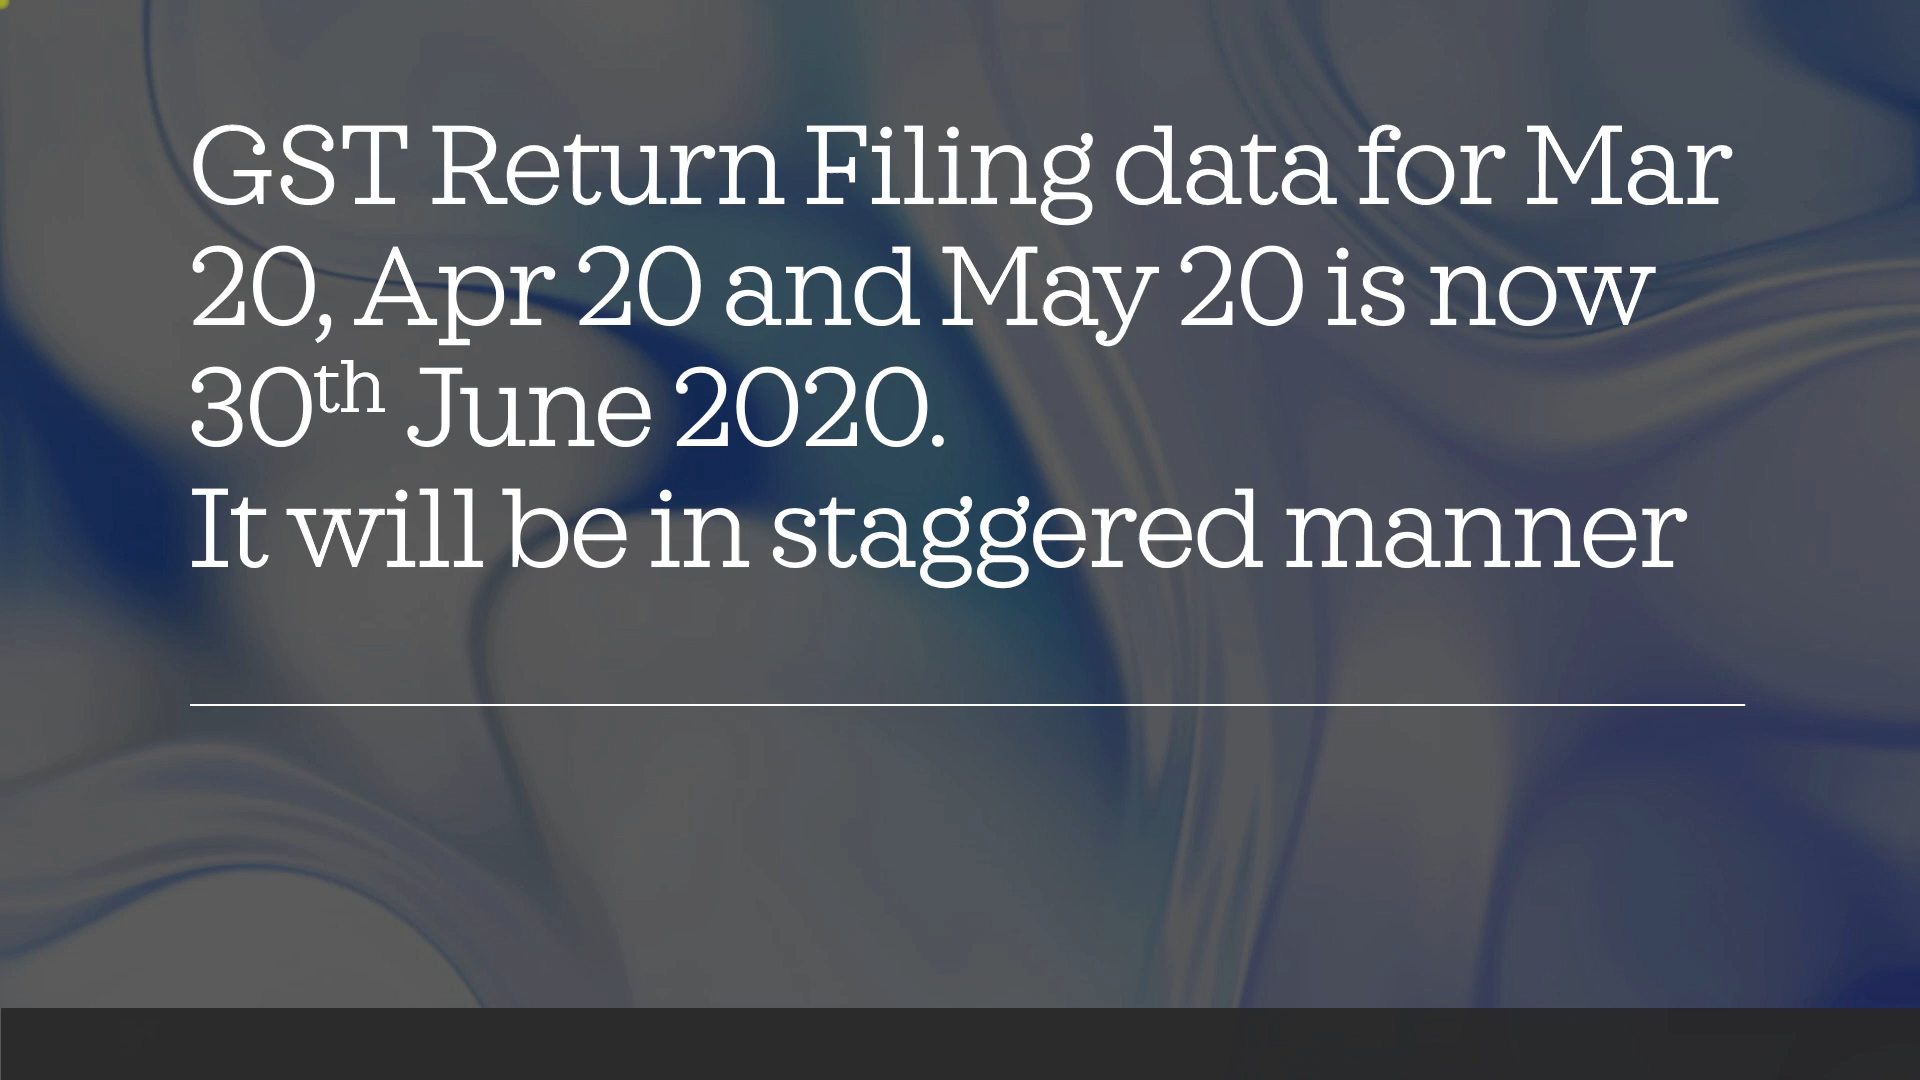 GST Return Filing data for Mar
20, Apr 20 and May 20 is now
30th June 2020.
It will be in staggered manner